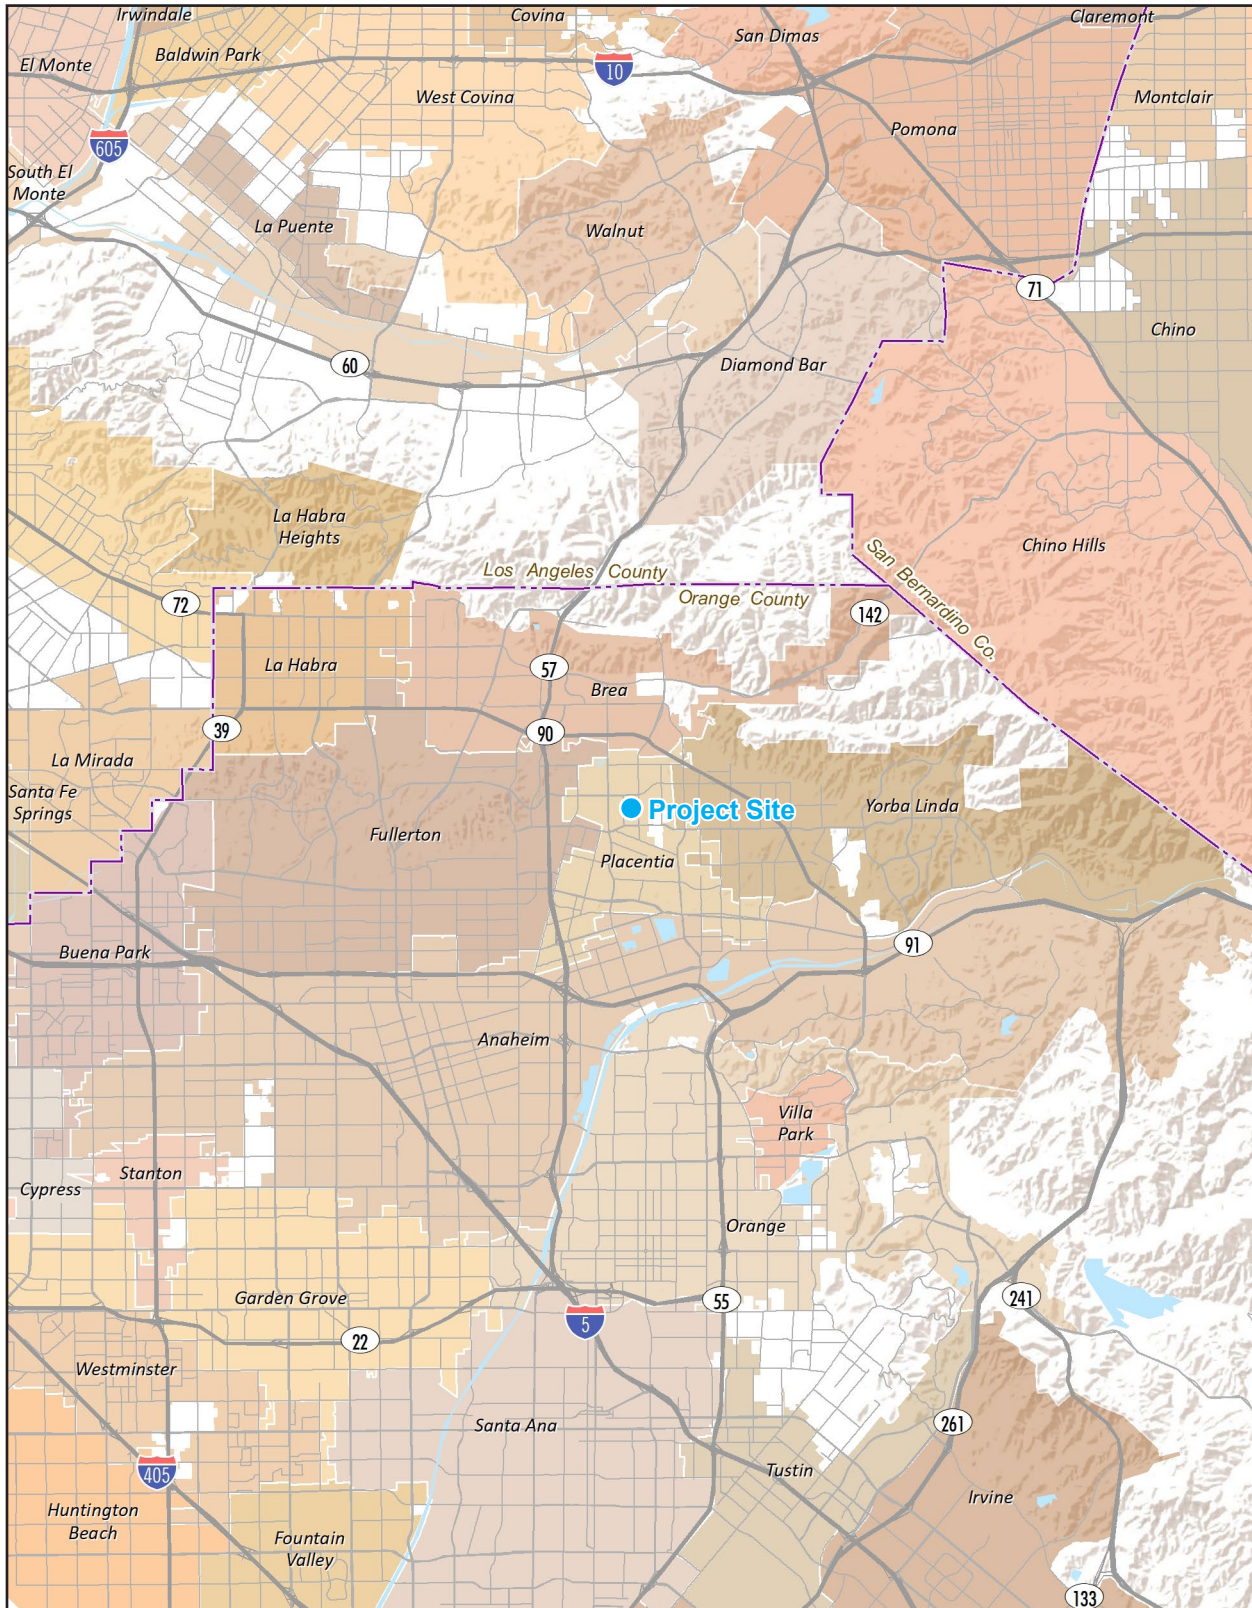 Irwindale
Covina
Claremont
San Dimas
Baldwin Park
El Monte
10
West Covina
Montclair
Pomona
605
South El
Monte
La Puente
Walnut
71
Chino
60
Diamond Bar
La Habra
Heights
Chino Hills
Los Angeles County
Orange County
San Bernardino Co.
72
142
La Habra
57
Brea
39
90
La Mirada
Santa Fe
Springs
Project Site
Yorba Linda
Fullerton
Placentia
Buena Park
91
Anaheim
Villa
Park
Stanton
Cypress
Orange
Garden Grove
55
241
5
22
Westminster
Santa Ana
261
405
Tustin
Irvine
Huntington
Beach
Fountain
Valley
133